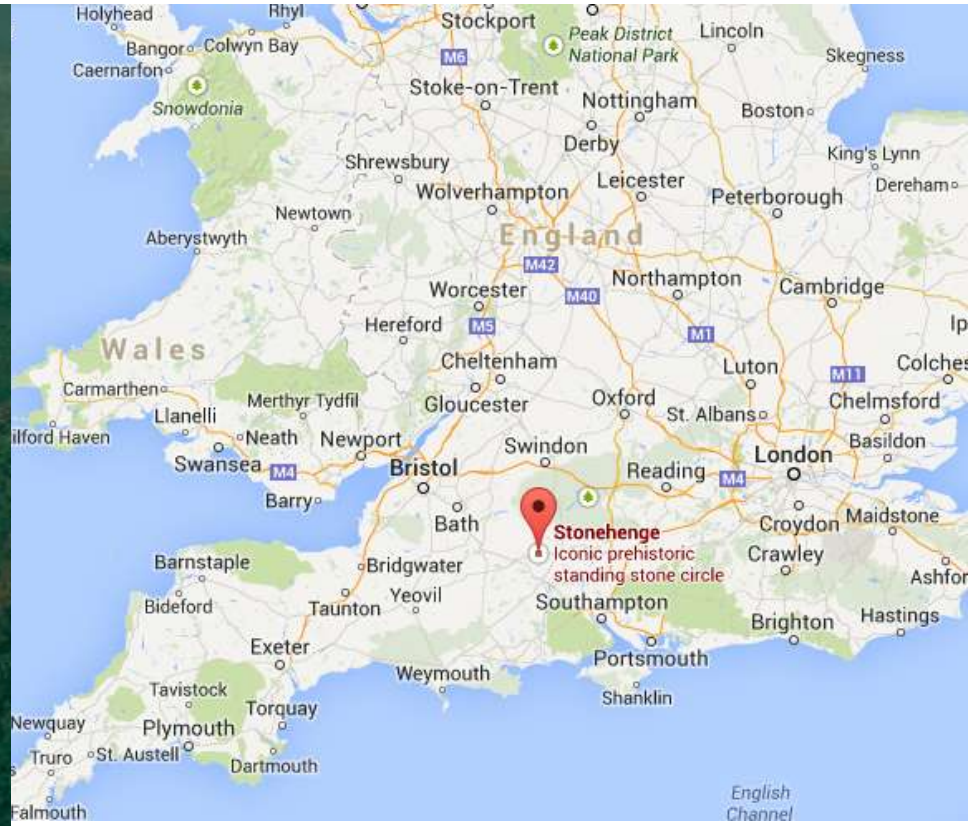 Holyhead
Rhyl
Stockport
Peak District
National Park
Lincoln
Bangor
Colwyn Bay
M6
Skegness
Caernarfon
Stoke-on-Trent
Snowdonia
Nottingham
Boston
Derby
King's Lynn
Shrewsbury
Leicester
Dereham
Wolverhampton
Peterborough
Newtown
Aberystwyth
England
M42
Northampton
Cambridge
Worcester
M40
Hereford
M5
Ip
M1
Wales
Cheltenham
Luton
Colches
M11
Carmarthen
Merthyr Tydfil
Gloucester
Oxford
St. Albans
Chelmsford
Llanelli
ilford Haven
Neath
Newport
Swindon
Basildon
Swansea
M4
Bristol
Reading
M4
London
Barry
Bath
Croydon
Maidstone
Stonehenge
Iconic prehistoric
standing stone circle
Crawley
Barnstaple
Bridgwater
Ashfor
Bideford
Taunton
Yeovil
Southampton
Brighton
Hastings
Exeter
Portsmouth
Weymouth
Shanklin
Tavistock
Torquay
Newquay
Plymouth
Truro
St. Austell
Dartmouth
English
Channel
Falmouth